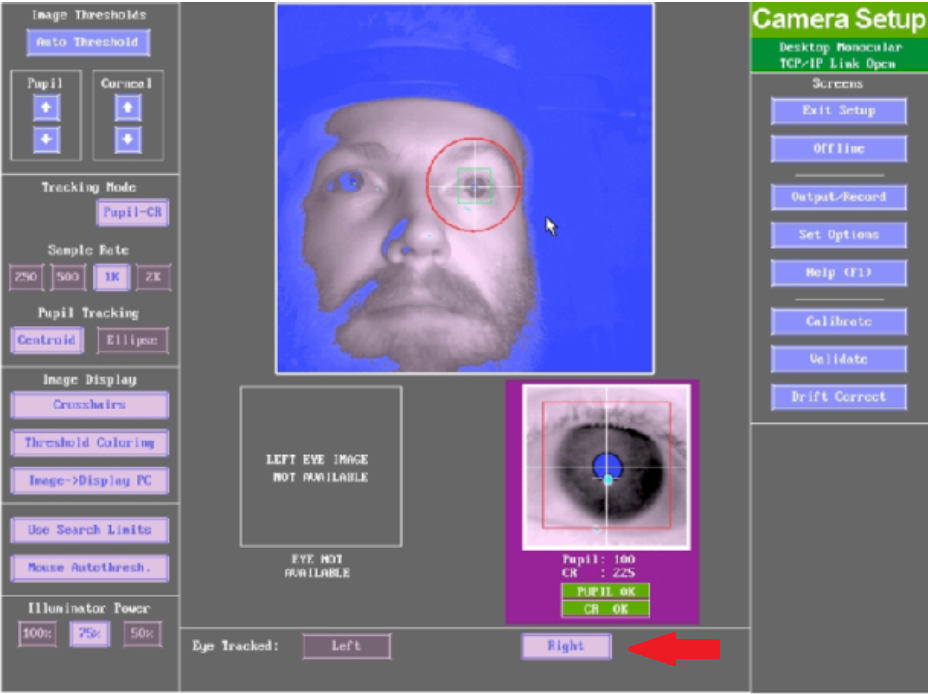 Image Thresholds
Auto Threshold
Pupil
Corneal
Tracking Mode
Pupil-CR
Sample Rate
250 500 1K 2K
Pupil Tracking
Centroid Ellipse
Image Display
Crosshairs
Threshold Coloring
Image->Display PC
Use Search Limits
Mouse Autothresh.
Illuminator Power
100% 75% 50%
LEFT EYE IMAGE
NOT AVAILABLE
EYE NOT
AVAILABLE
Pupil: 100
CR : 225
PUPIL OK
CR OK
Eye Tracked: Left Right
Camera Setup
Desktop Monocular
TCP/IP Link Open
Screens
Exit Setup
Offline
Output/Record
Set Options
Help (F1)
Calibrate
Validate
Drift Correct